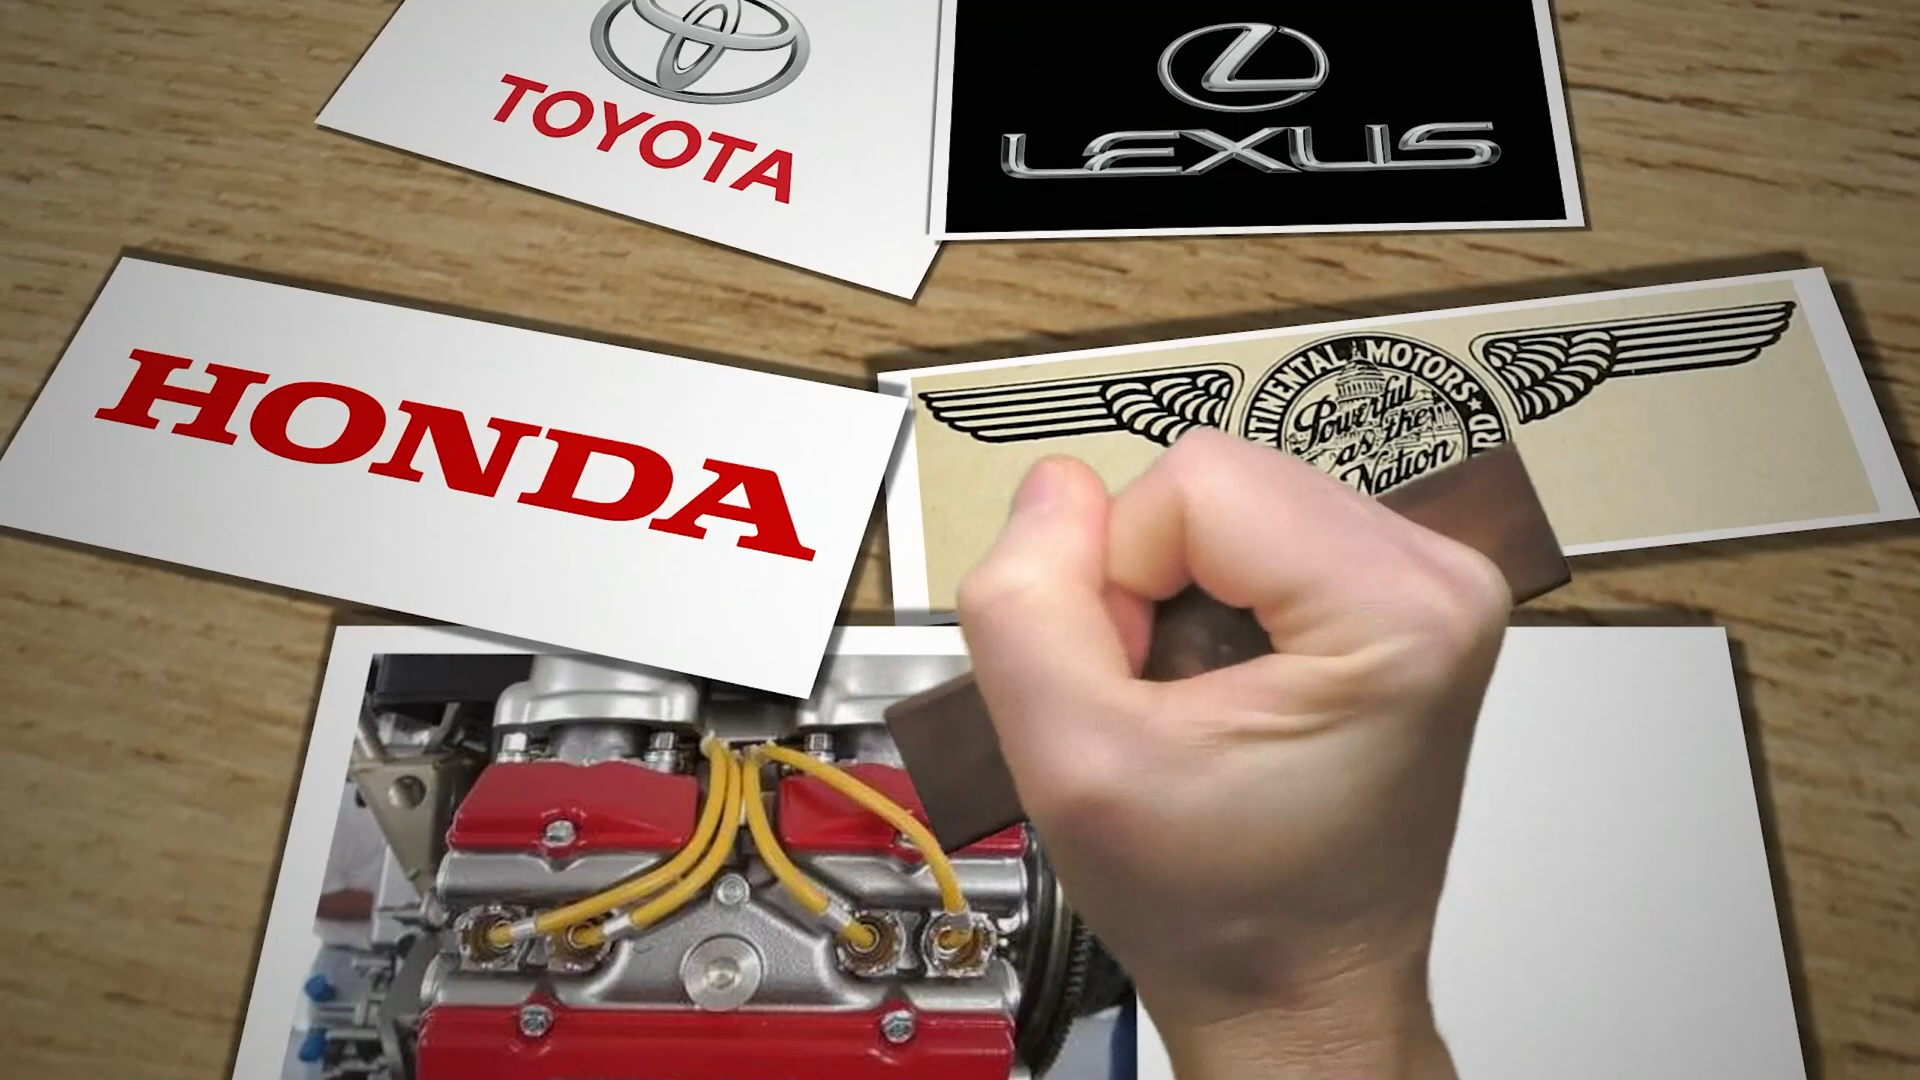 TOYOTA
LEXUS
HONDA
MOTORS
Powerful
as the
Nation